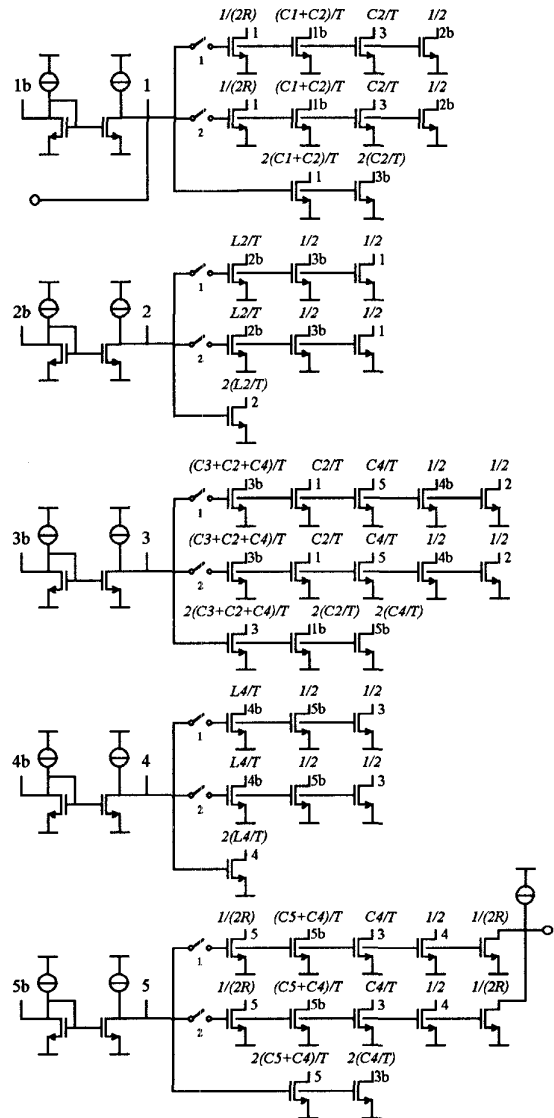 1/(2R) (C1+C2)/T C2/T 1/2
1 1b 3 2b
1b 1 1
1/(2R) (C1+C2)/T C2/T 1/2
1 1b 3 2b
2
2(C1+C2)/T 2(C2/T)
1 3b
L2/T 1/2 1/2
2b 3b 1
2b 2 1
L2/T 1/2 1/2
2b 3b 1
2
2(L2/T)
2
(C3+C2+C4)/T C2/T C4/T 1/2 1/2
3b 1 5 4b 2
3b 3 1
(C3+C2+C4)/T C2/T C4/T 1/2 1/2
3b 1 5 4b 2
2
2(C3+C2+C4)/T 2(C2/T) 2(C4/T)
3 1b 5b
L4/T 1/2 1/2
4b 5b 3
4b 4 1
L4/T 1/2 1/2
4b 5b 3
2
2(L4/T)
4
1/(2R) (C5+C4)/T C4/T 1/2 1/(2R)
5 5b 3 4
5b 5 1
1/(2R) (C5+C4)/T C4/T 1/2 1/(2R)
5 5b 3 4
2
2(C5+C4)/T 2(C4/T)
5 3b